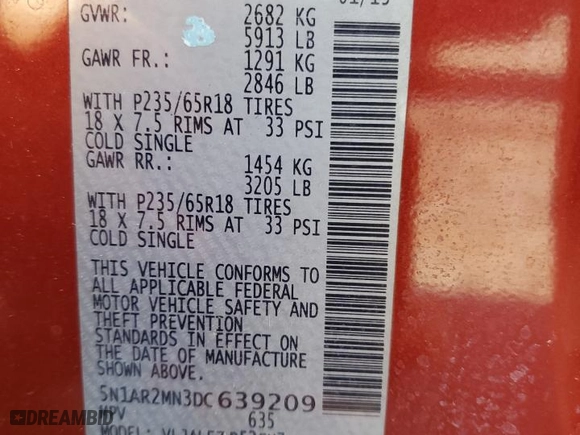 01/13
GVWR: 2682 KG
5913 LB
GAWR FR.: 1291 KG
2846 LB
WITH P235/65R18 TIRES
18 X 7.5 RIMS AT 33 PSI
COLD SINGLE
GAWR RR.: 1454 KG
3205 LB
WITH P235/65R18 TIRES
18 X 7.5 RIMS AT 33 PSI
COLD SINGLE
THIS VEHICLE CONFORMS TO
ALL APPLICABLE FEDERAL
MOTOR VEHICLE SAFETY AND
THEFT PREVENTION
STANDARDS IN EFFECT ON
THE DATE OF MANUFACTURE
SHOWN ABOVE.
5N1AR2MN3DC639209
MPV 635
MODEL:
DREAMBID